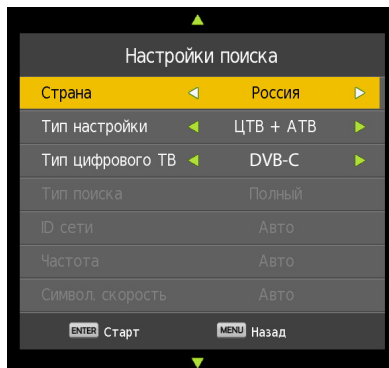 Настройки поиска
Страна Россия
Тип настройки ЦТВ + АТВ
Тип цифрового ТВ DVB-C
Тип поиска Полный
ID сети Авто
Частота Авто
Символ. скорость Авто
ENTER Старт MENU Назад